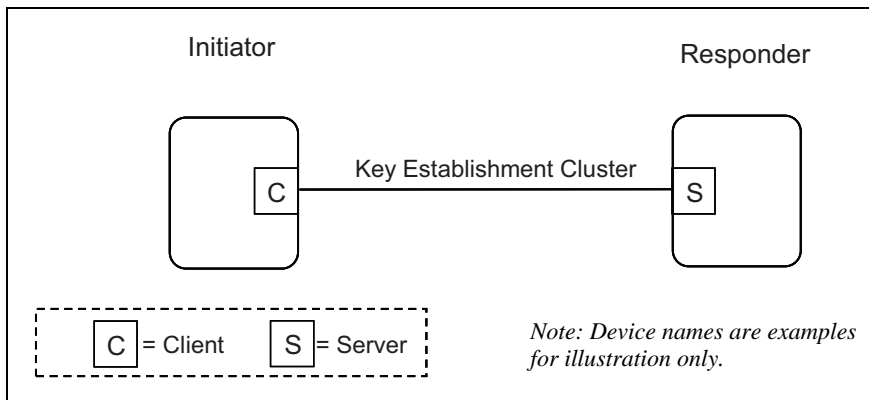 Initiator
Responder
Key Establishment Cluster
C
S
C = Client
S = Server
Note: Device names are examples
for illustration only.